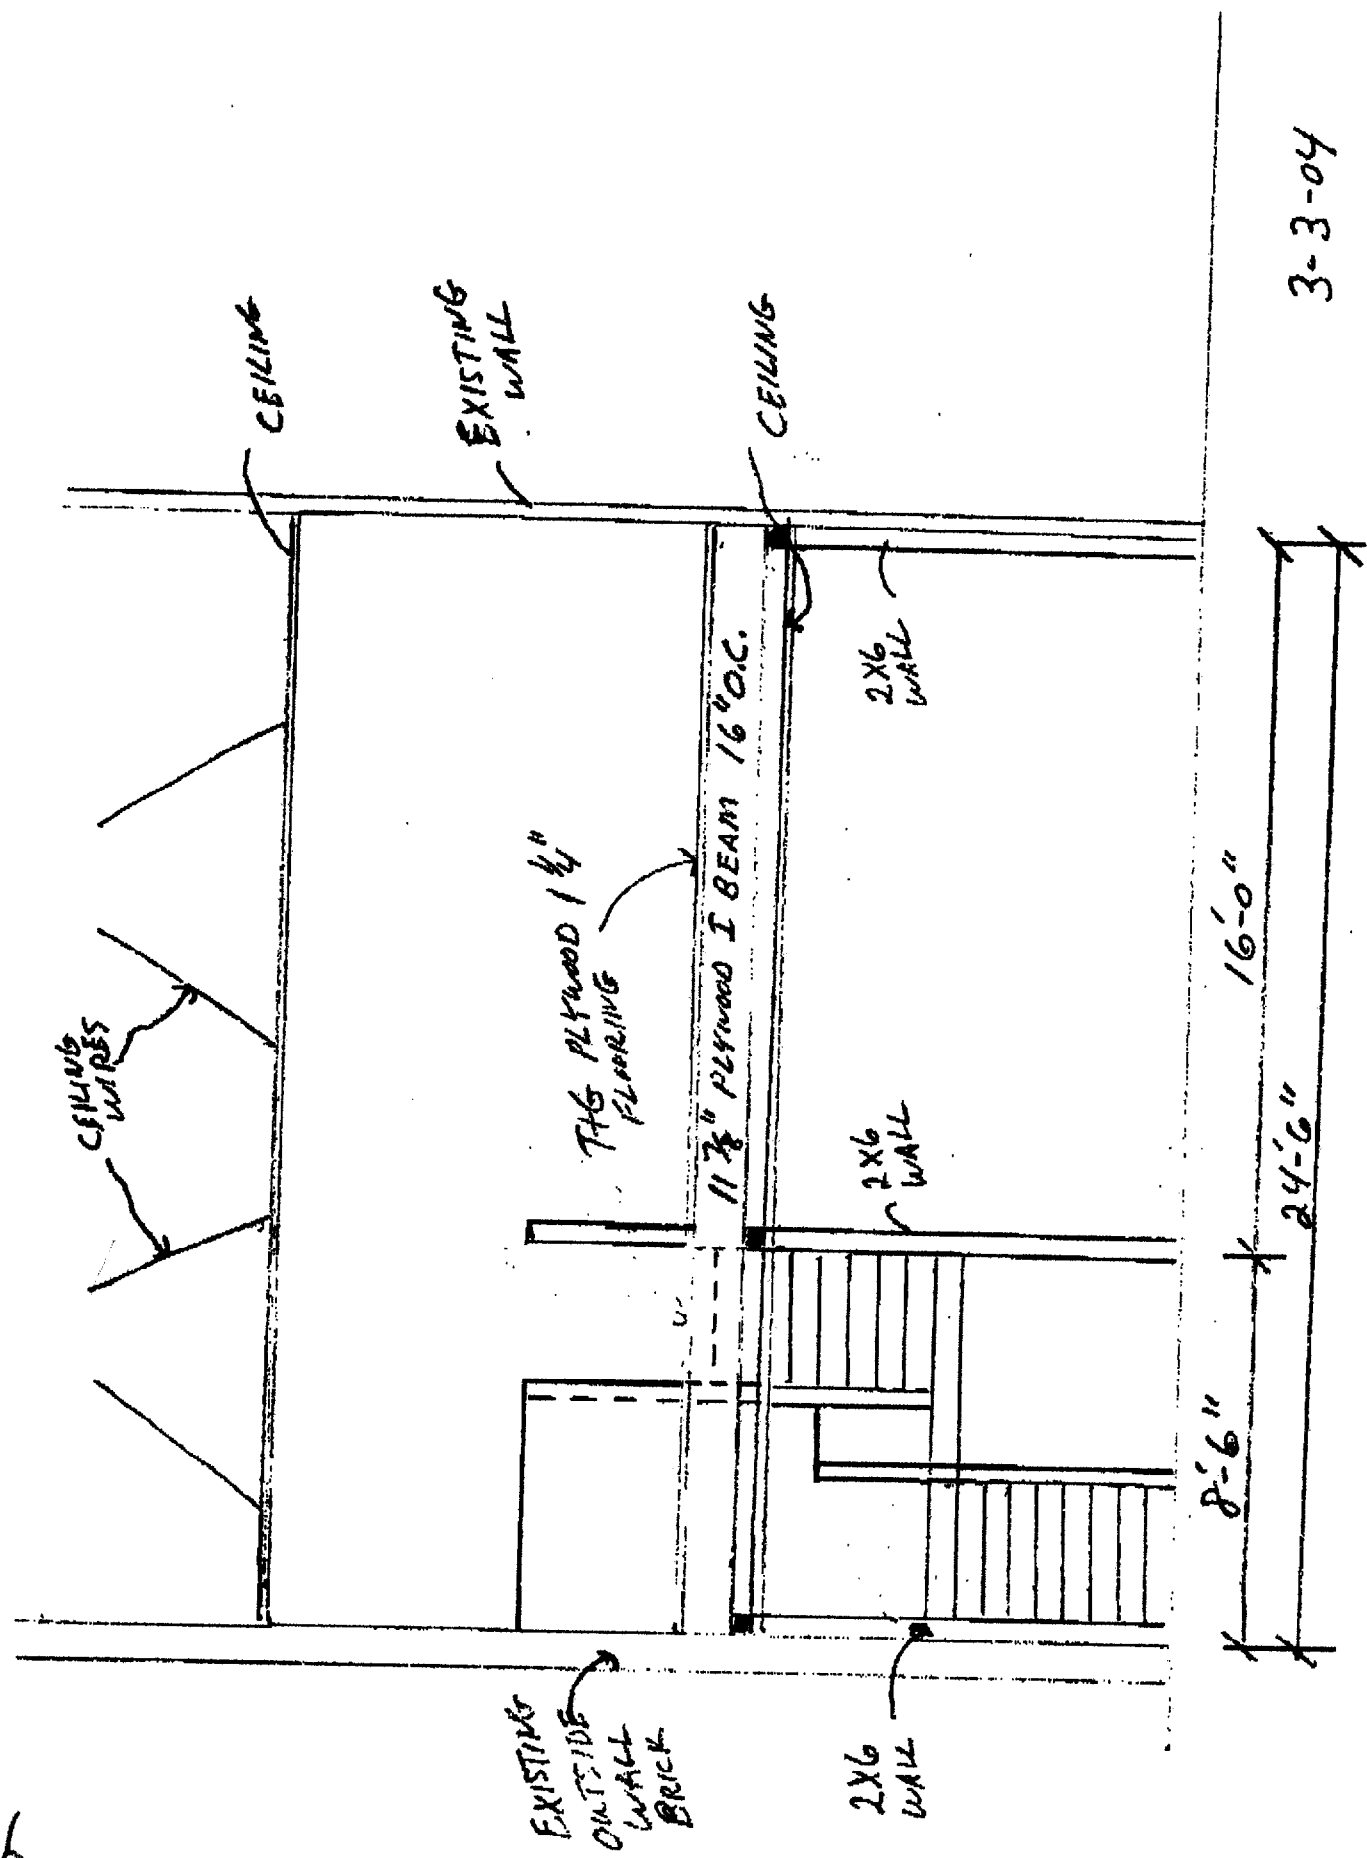 CEILING
WIRES
CEILING
EXISTING
WALL
T+G PLYWOOD 1 1/4"
FLOORING
11 7/8" PLYWOOD I BEAM 16" O.C.
CEILING
EXISTING
OUTSIDE
WALL
BRICK
2X6
WALL
2X6
WALL
2X6
WALL
8'-6"
16'-0"
24'-6"
3-3-04